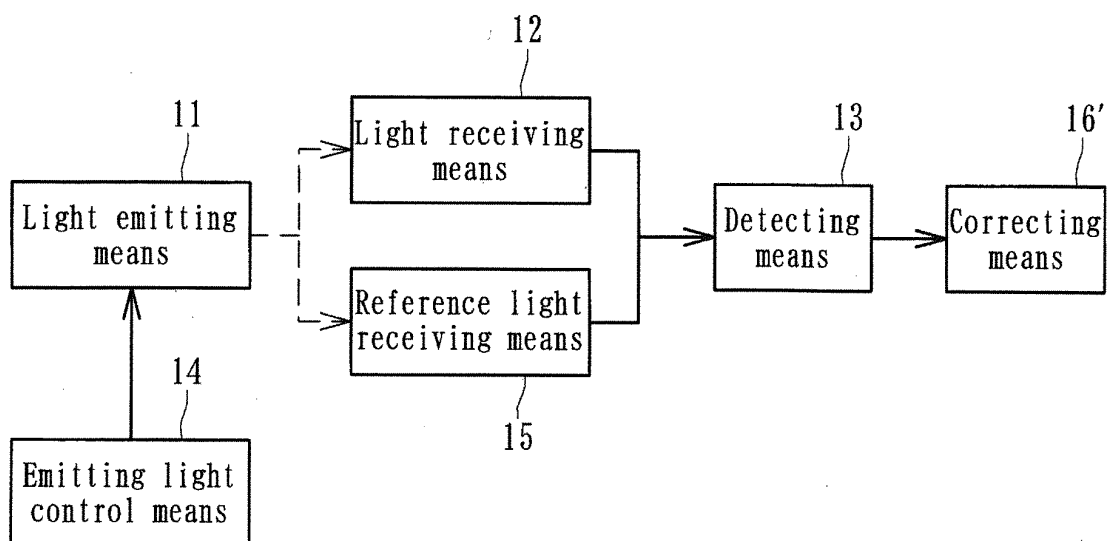 12
Light receiving
means
11
Light emitting
means
13
Detecting
means
16'
Correcting
means
Reference light
receiving means
15
14
Emitting light
control means